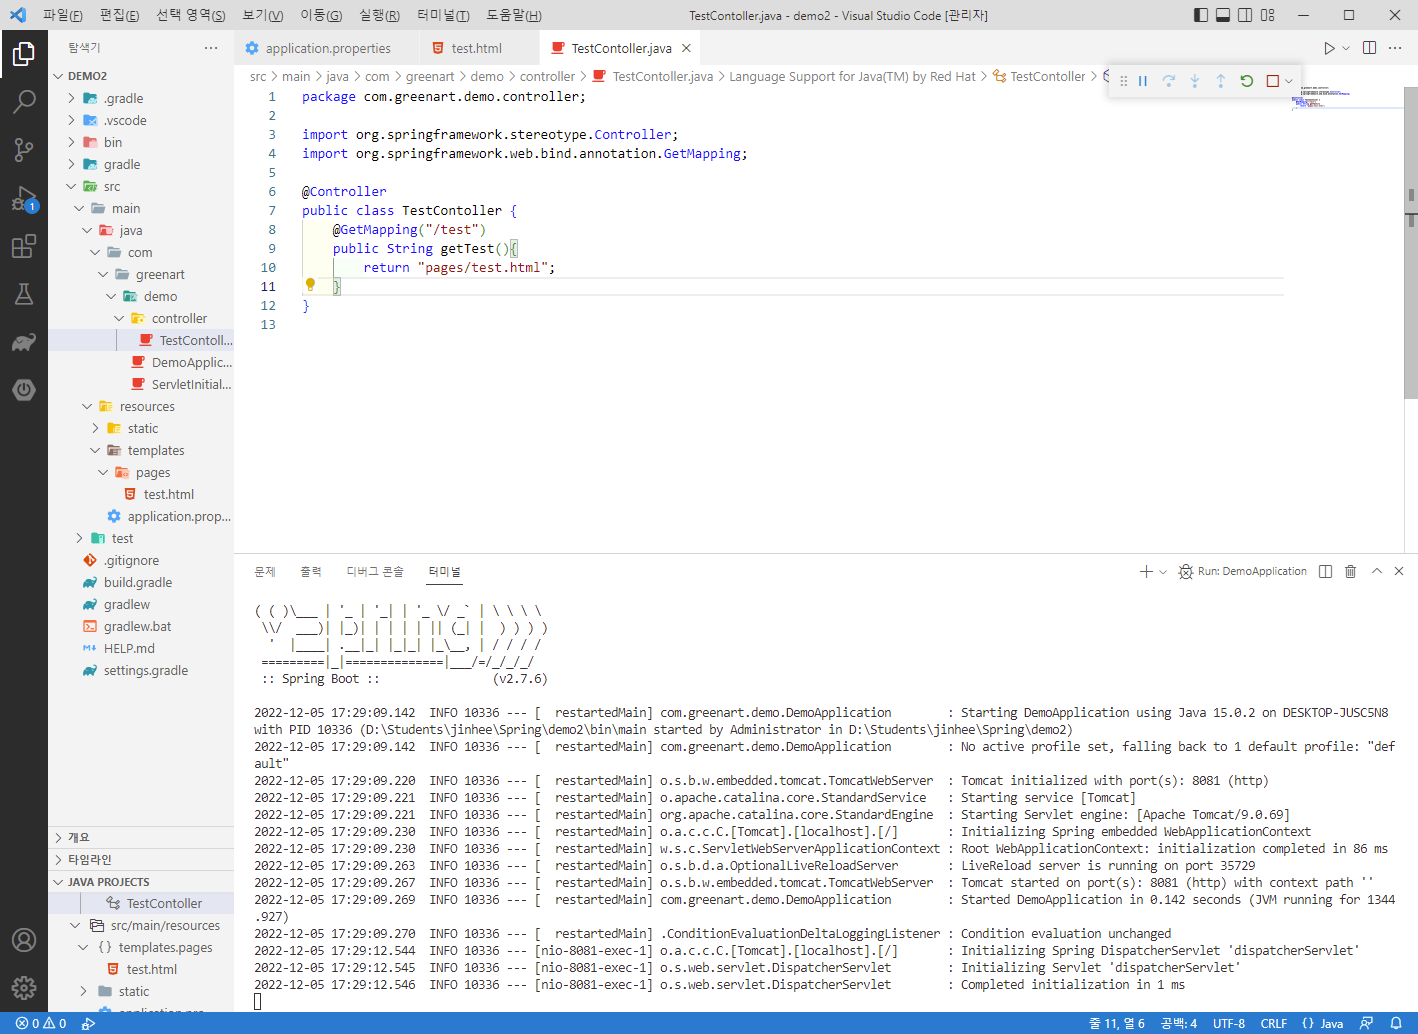 파일(F) 편집(E) 선택 영역(S) 보기(V) 이동(G) 실행(R) 터미널(T) 도움말(H) TestContoller.java - demo2 - Visual Studio Code [관리자]
탐색기
DEMO2
.gradle
.vscode
bin
gradle
src
main
java
com
greenart
demo
controller
TestContoll...
DemoApplic...
ServletInitial...
resources
static
templates
pages
test.html
application.prop...
test
.gitignore
build.gradle
gradlew
gradlew.bat
HELP.md
settings.gradle
개요
타임라인
JAVA PROJECTS
TestContoller
src/main/resources
{} templates.pages
test.html
static
1
application.properties test.html TestContoller.java
src > main > java > com > greenart > demo > controller > TestContoller.java > Language Support for Java(TM) by Red Hat > TestContoller >
1 package com.greenart.demo.controller;
2
3 import org.springframework.stereotype.Controller;
4 import org.springframework.web.bind.annotation.GetMapping;
5
6 @Controller
7 public class TestContoller {
8 @GetMapping("/test")
9 public String getTest(){
10 return "pages/test.html";
11 }
12 }
13
문제 출력 디버그 콘솔 터미널 Run: DemoApplication
( ( )\___ | '_ | '_| | '_ \/ _` | \ \ \ \
\\/ ___)| |_)| | | | | || (_| | ) ) ) )
' |____| .__|_| |_|_| |_\__, | / / / /
=========|_|==============|___/=/_/_/_/
:: Spring Boot :: (v2.7.6)
2022-12-05 17:29:09.142 INFO 10336 --- [ restartedMain] com.greenart.demo.DemoApplication : Starting DemoApplication using Java 15.0.2 on DESKTOP-JUSC5N8
with PID 10336 (D:\Students\jinhee\Spring\demo2\bin\main started by Administrator in D:\Students\jinhee\Spring\demo2)
2022-12-05 17:29:09.142 INFO 10336 --- [ restartedMain] com.greenart.demo.DemoApplication : No active profile set, falling back to 1 default profile: "def
ault"
2022-12-05 17:29:09.220 INFO 10336 --- [ restartedMain] o.s.b.w.embedded.tomcat.TomcatWebServer : Tomcat initialized with port(s): 8081 (http)
2022-12-05 17:29:09.221 INFO 10336 --- [ restartedMain] o.apache.catalina.core.StandardService : Starting service [Tomcat]
2022-12-05 17:29:09.221 INFO 10336 --- [ restartedMain] org.apache.catalina.core.StandardEngine : Starting Servlet engine: [Apache Tomcat/9.0.69]
2022-12-05 17:29:09.230 INFO 10336 --- [ restartedMain] o.a.c.c.C.[Tomcat].[localhost].[/] : Initializing Spring embedded WebApplicationContext
2022-12-05 17:29:09.230 INFO 10336 --- [ restartedMain] w.s.c.ServletWebServerApplicationContext : Root WebApplicationContext: initialization completed in 86 ms
2022-12-05 17:29:09.263 INFO 10336 --- [ restartedMain] o.s.b.d.a.OptionalLiveReloadServer : LiveReload server is running on port 35729
2022-12-05 17:29:09.267 INFO 10336 --- [ restartedMain] o.s.b.w.embedded.tomcat.TomcatWebServer : Tomcat started on port(s): 8081 (http) with context path ''
2022-12-05 17:29:09.269 INFO 10336 --- [ restartedMain] com.greenart.demo.DemoApplication : Started DemoApplication in 0.142 seconds (JVM running for 1344
.927)
2022-12-05 17:29:09.270 INFO 10336 --- [ restartedMain] .ConditionEvaluationDeltaLoggingListener : Condition evaluation unchanged
2022-12-05 17:29:12.544 INFO 10336 --- [nio-8081-exec-1] o.a.c.c.C.[Tomcat].[localhost].[/] : Initializing Spring DispatcherServlet 'dispatcherServlet'
2022-12-05 17:29:12.545 INFO 10336 --- [nio-8081-exec-1] o.s.web.servlet.DispatcherServlet : Initializing Servlet 'dispatcherServlet'
2022-12-05 17:29:12.546 INFO 10336 --- [nio-8081-exec-1] o.s.web.servlet.DispatcherServlet : Completed initialization in 1 ms
0 0 줄 11, 열 6 공백: 4 UTF-8 CRLF {} Java